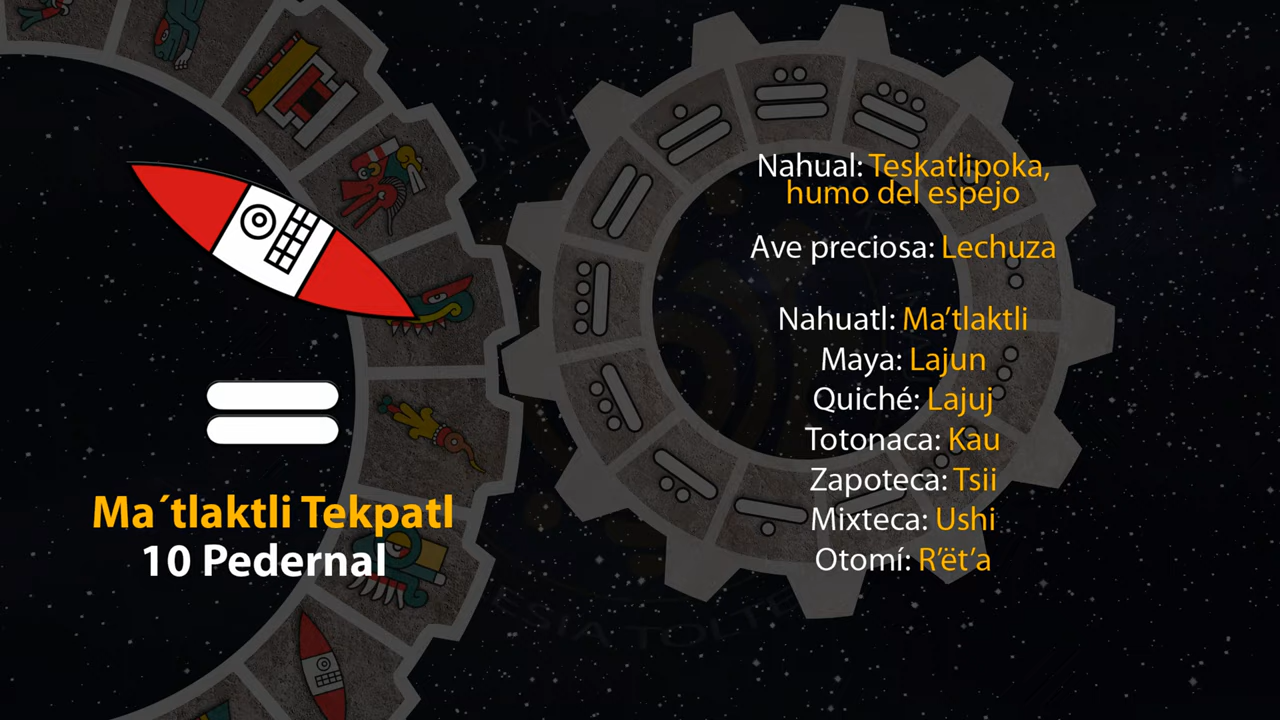 Ma´tlaktli Tekpatl
10 Pedernal
Nahual: Teskatlipoka,
humo del espejo
Ave preciosa: Lechuza
Nahuatl: Ma’tlaktli
Maya: Lajun
Quiché: Lajuj
Totonaca: Kau
Zapoteca: Tsii
Mixteca: Ushi
Otomí: R’ët’a